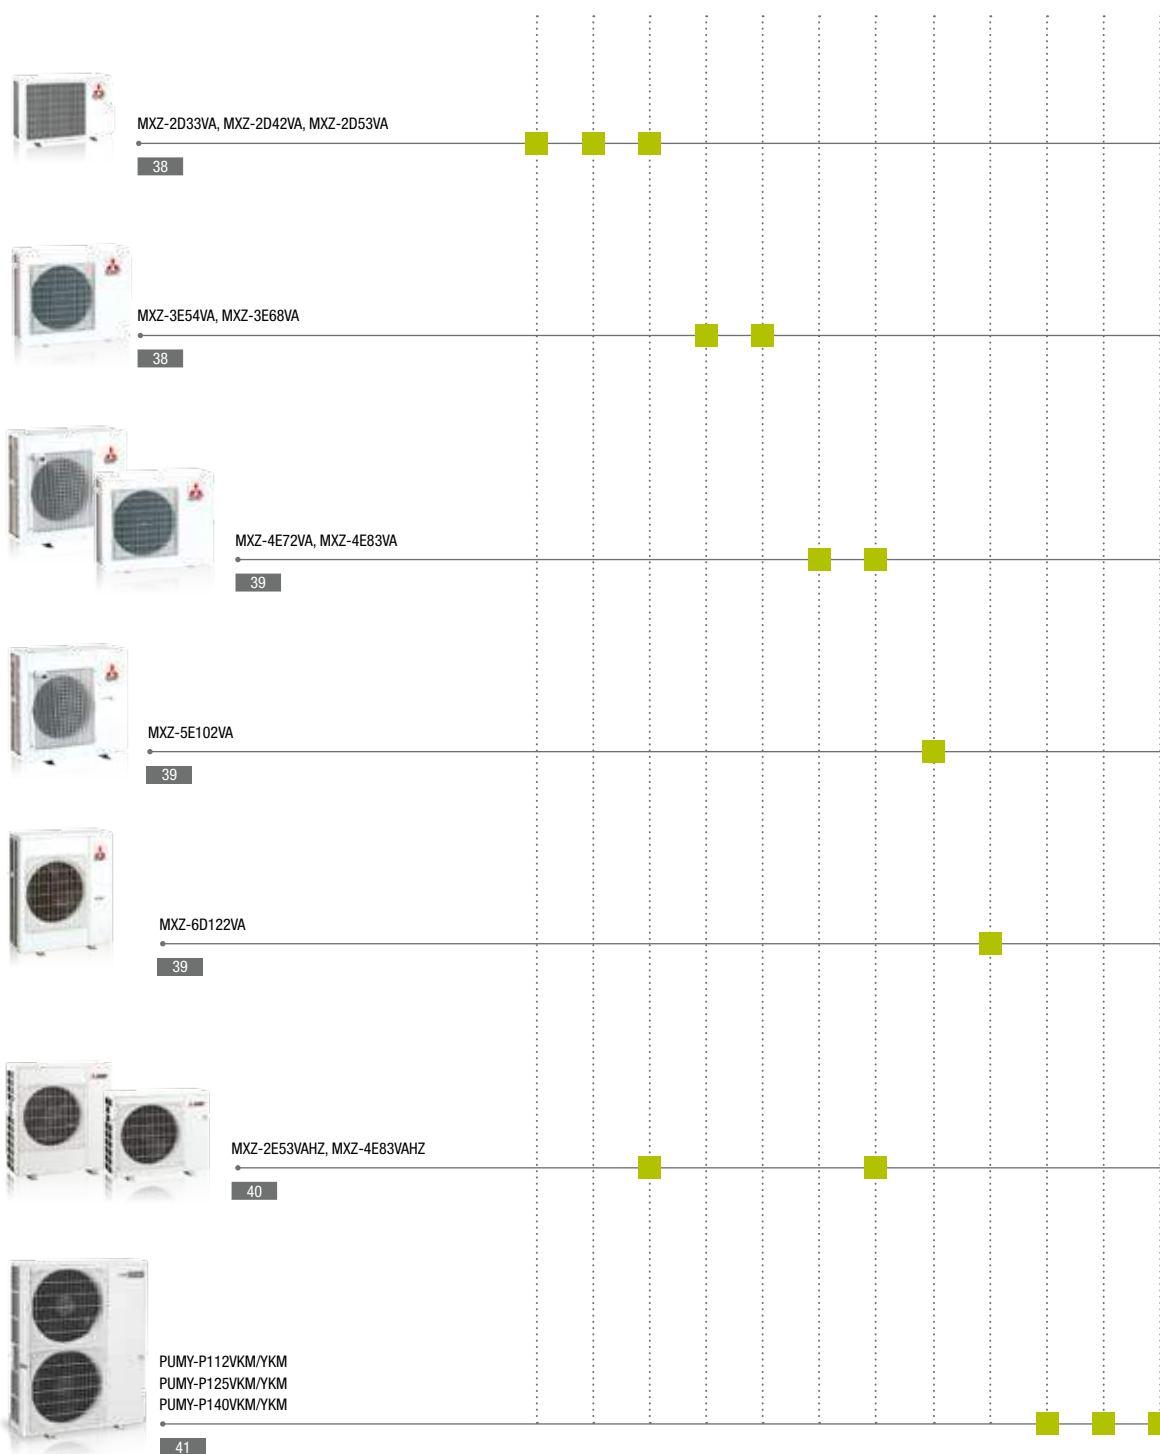 MXZ-2D33VA, MXZ-2D42VA, MXZ-2D53VA
38
MXZ-3E54VA, MXZ-3E68VA
38
MXZ-4E72VA, MXZ-4E83VA
39
MXZ-5E102VA
39
MXZ-6D122VA
39
MXZ-2E53VAHZ, MXZ-4E83VAHZ
40
PUMY-P112VKM/YKM
PUMY-P125VKM/YKM
PUMY-P140VKM/YKM
41